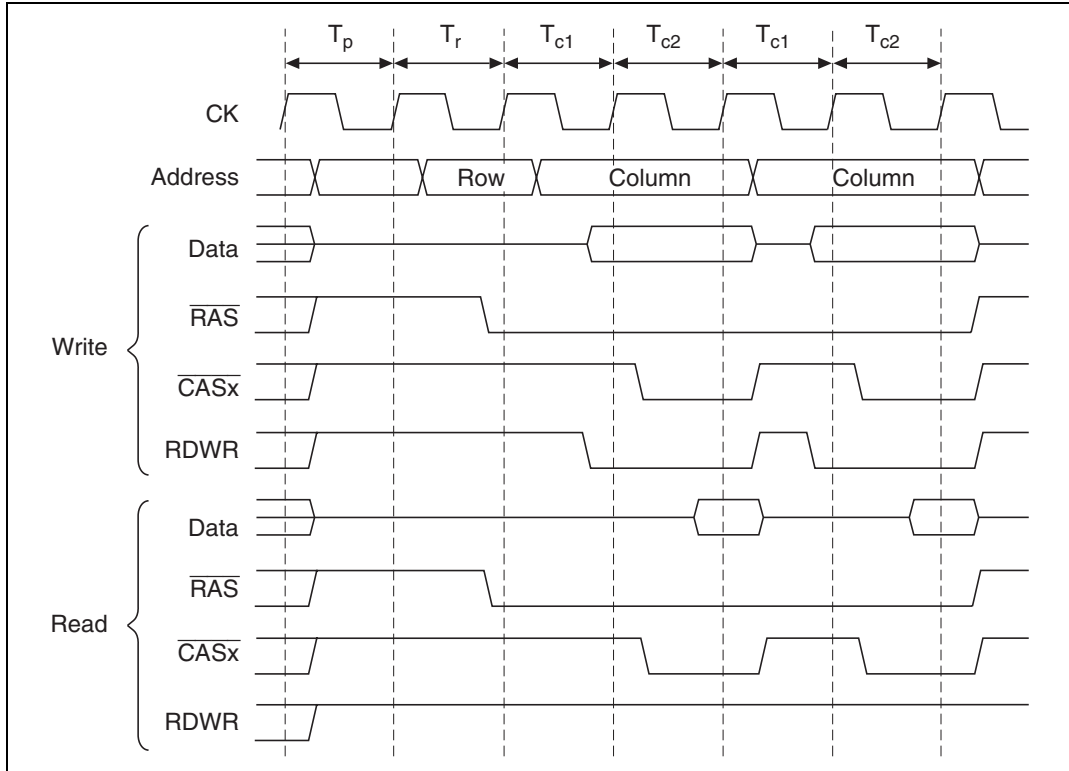 Tp Tr Tc1 Tc2 Tc1 Tc2
CK
Address Row Column Column
Data
RAS
Write
CASx
RDWR
Data
RAS
Read
CASx
RDWR